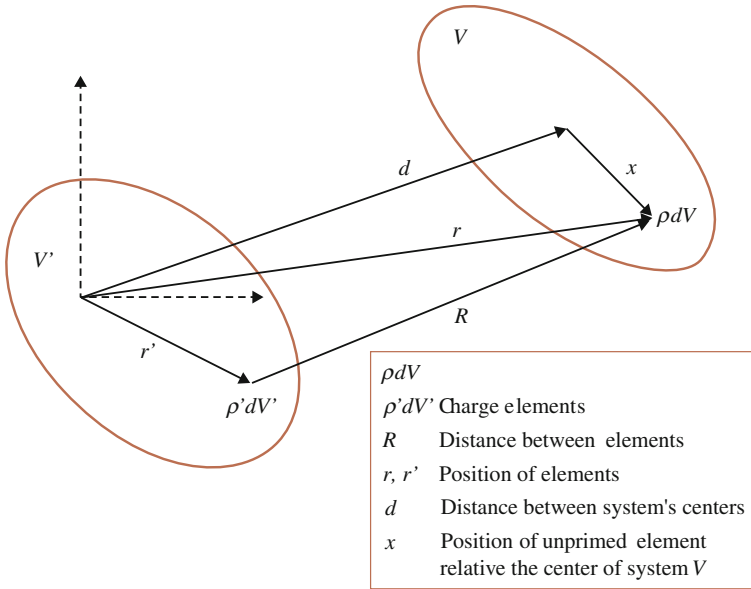 V
d
x
ρdV
r
V'
R
r'
ρ'dV'
ρdV
ρ'dV' Charge elements
R Distance between elements
r, r' Position of elements
d Distance between system's centers
x Position of unprimed element
relative the center of system V